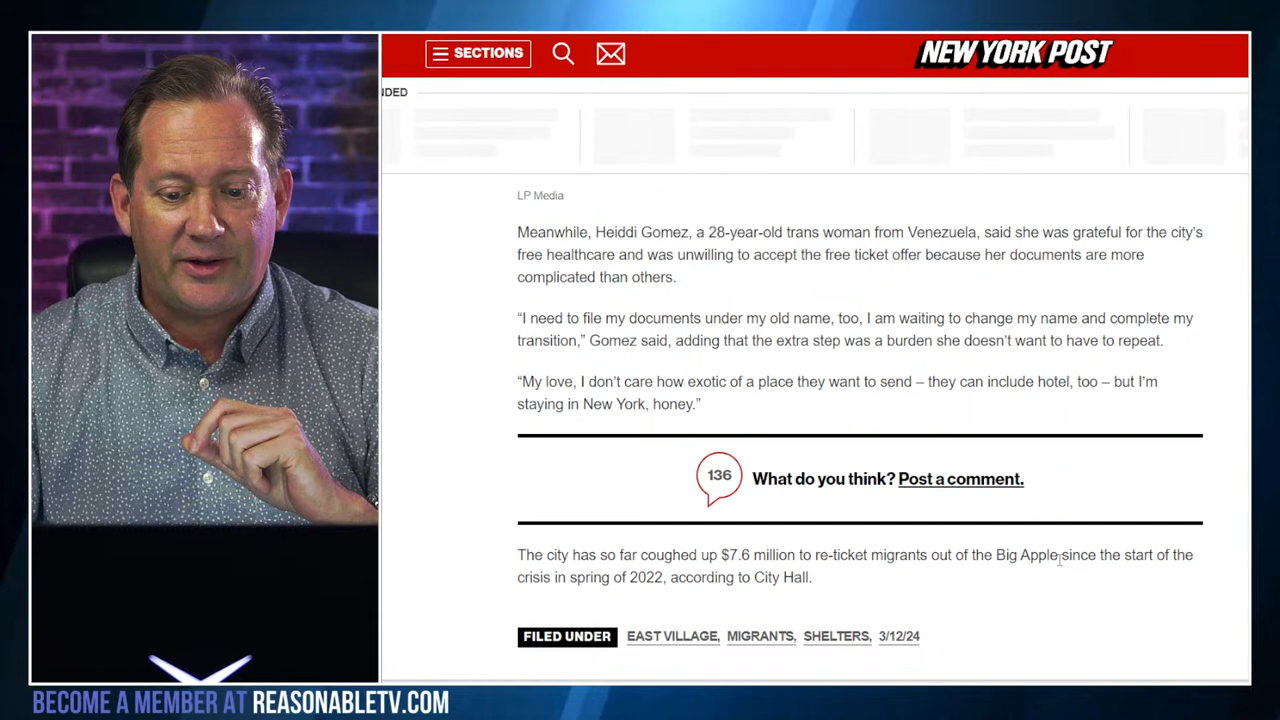 SECTIONS
NEW YORK POST
NDED
LP Media
Meanwhile, Heiddi Gomez, a 28-year-old trans woman from Venezuela, said she was grateful for the city’s
free healthcare and was unwilling to accept the free ticket offer because her documents are more
complicated than others.
“I need to file my documents under my old name, too, I am waiting to change my name and complete my
transition,” Gomez said, adding that the extra step was a burden she doesn’t want to have to repeat.
“My love, I don’t care how exotic of a place they want to send – they can include hotel, too – but I’m
staying in New York, honey.”
136
What do you think? Post a comment.
The city has so far coughed up $7.6 million to re-ticket migrants out of the Big Apple since the start of the
crisis in spring of 2022, according to City Hall.
FILED UNDER EAST VILLAGE, MIGRANTS, SHELTERS, 3/12/24
BECOME A MEMBER AT REASONABLETV.COM